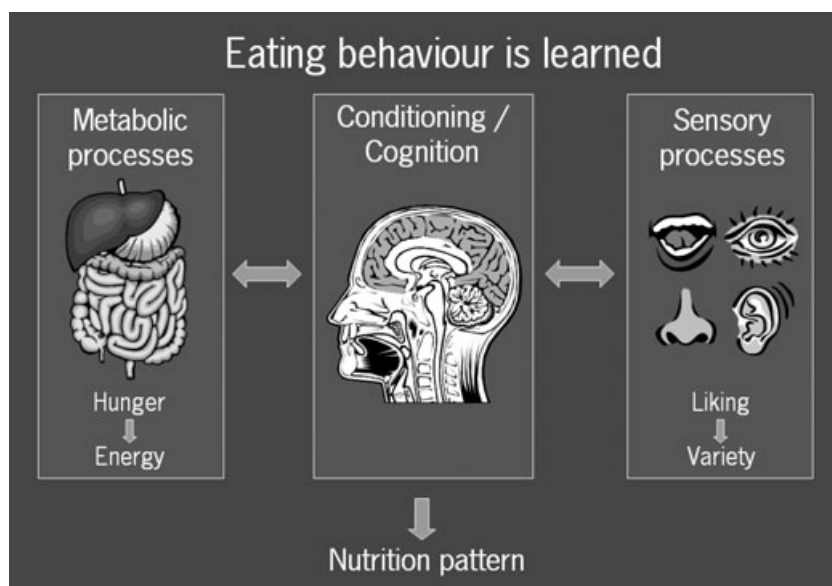 Eating behaviour is learned
Metabolic
processes
Hunger
Energy
Conditioning /
Cognition
Sensory
processes
Liking
Variety
Nutrition pattern